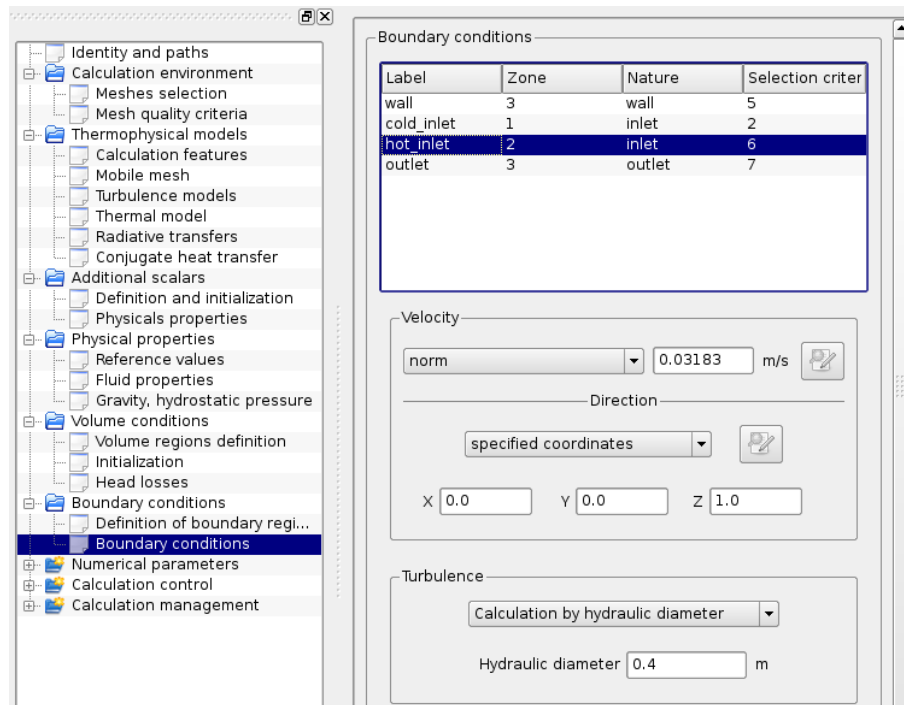 Identity and paths
Calculation environment
Meshes selection
Mesh quality criteria
Thermophysical models
Calculation features
Mobile mesh
Turbulence models
Thermal model
Radiative transfers
Conjugate heat transfer
Additional scalars
Definition and initialization
Physicals properties
Physical properties
Reference values
Fluid properties
Gravity, hydrostatic pressure
Volume conditions
Volume regions definition
Initialization
Head losses
Boundary conditions
Definition of boundary regi...
Boundary conditions
Numerical parameters
Calculation control
Calculation management
Boundary conditions
Label Zone Nature Selection criter
wall 3 wall 5
cold_inlet 1 inlet 2
hot_inlet 2 inlet 6
outlet 3 outlet 7
Velocity
norm 0.03183 m/s
Direction
specified coordinates
X 0.0 Y 0.0 Z 1.0
Turbulence
Calculation by hydraulic diameter
Hydraulic diameter 0.4 m